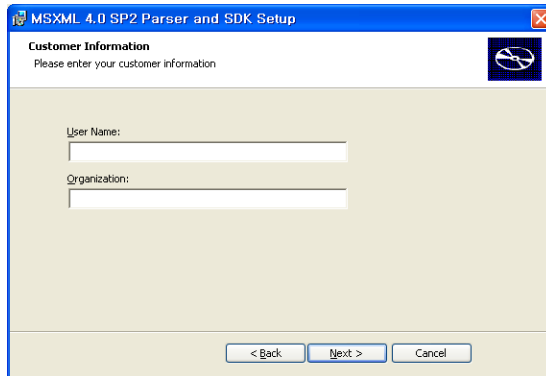 MSXML 4.0 SP2 Parser and SDK Setup
Customer Information
Please enter your customer information
User Name:
Organization:
< Back
Next >
Cancel